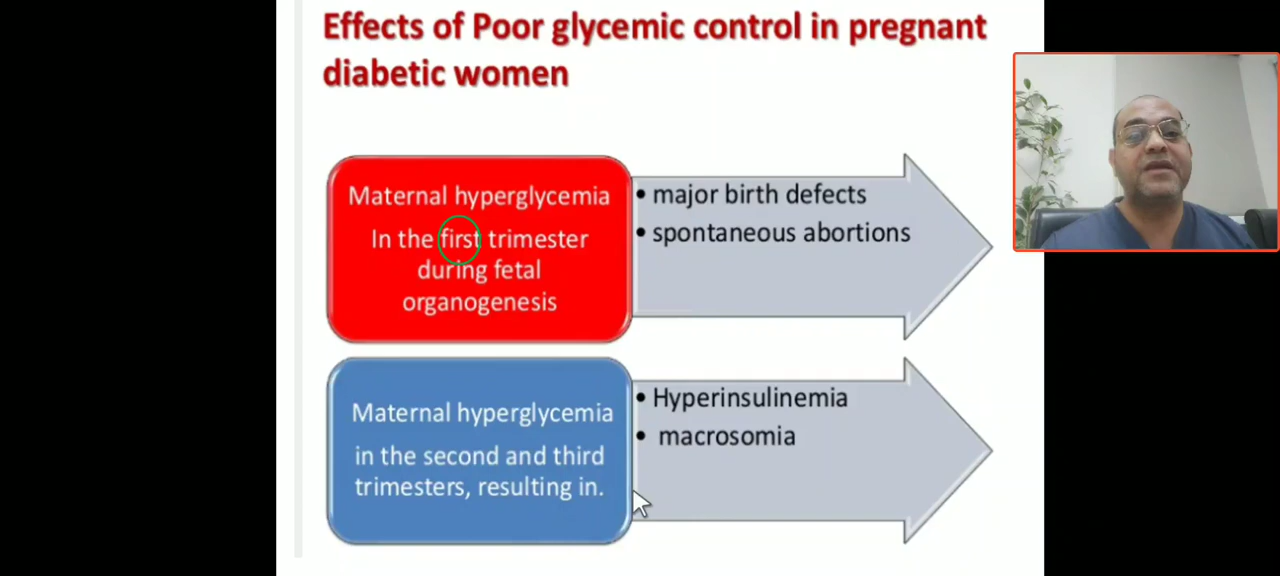 Effects of Poor glycemic control in pregnant
diabetic women
Maternal hyperglycemia
In the first trimester
during fetal
organogenesis
• major birth defects
• spontaneous abortions
Maternal hyperglycemia
in the second and third
trimesters, resulting in.
• Hyperinsulinemia
• macrosomia